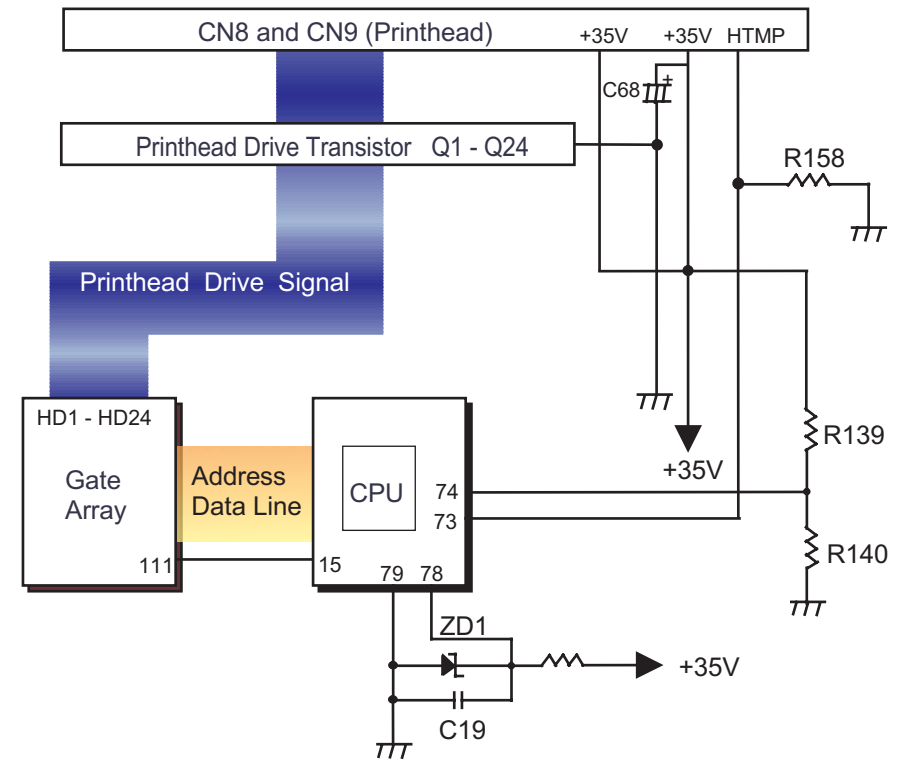 CN8 and CN9 (Printhead)
+35V
+35V
HTMP
C68
+
Printhead Drive Transistor Q1 - Q24
R158
Printhead Drive Signal
HD1 - HD24
Gate
Array
111
Address
Data Line
CPU
74
73
15
79
78
+35V
R139
R140
ZD1
+35V
C19